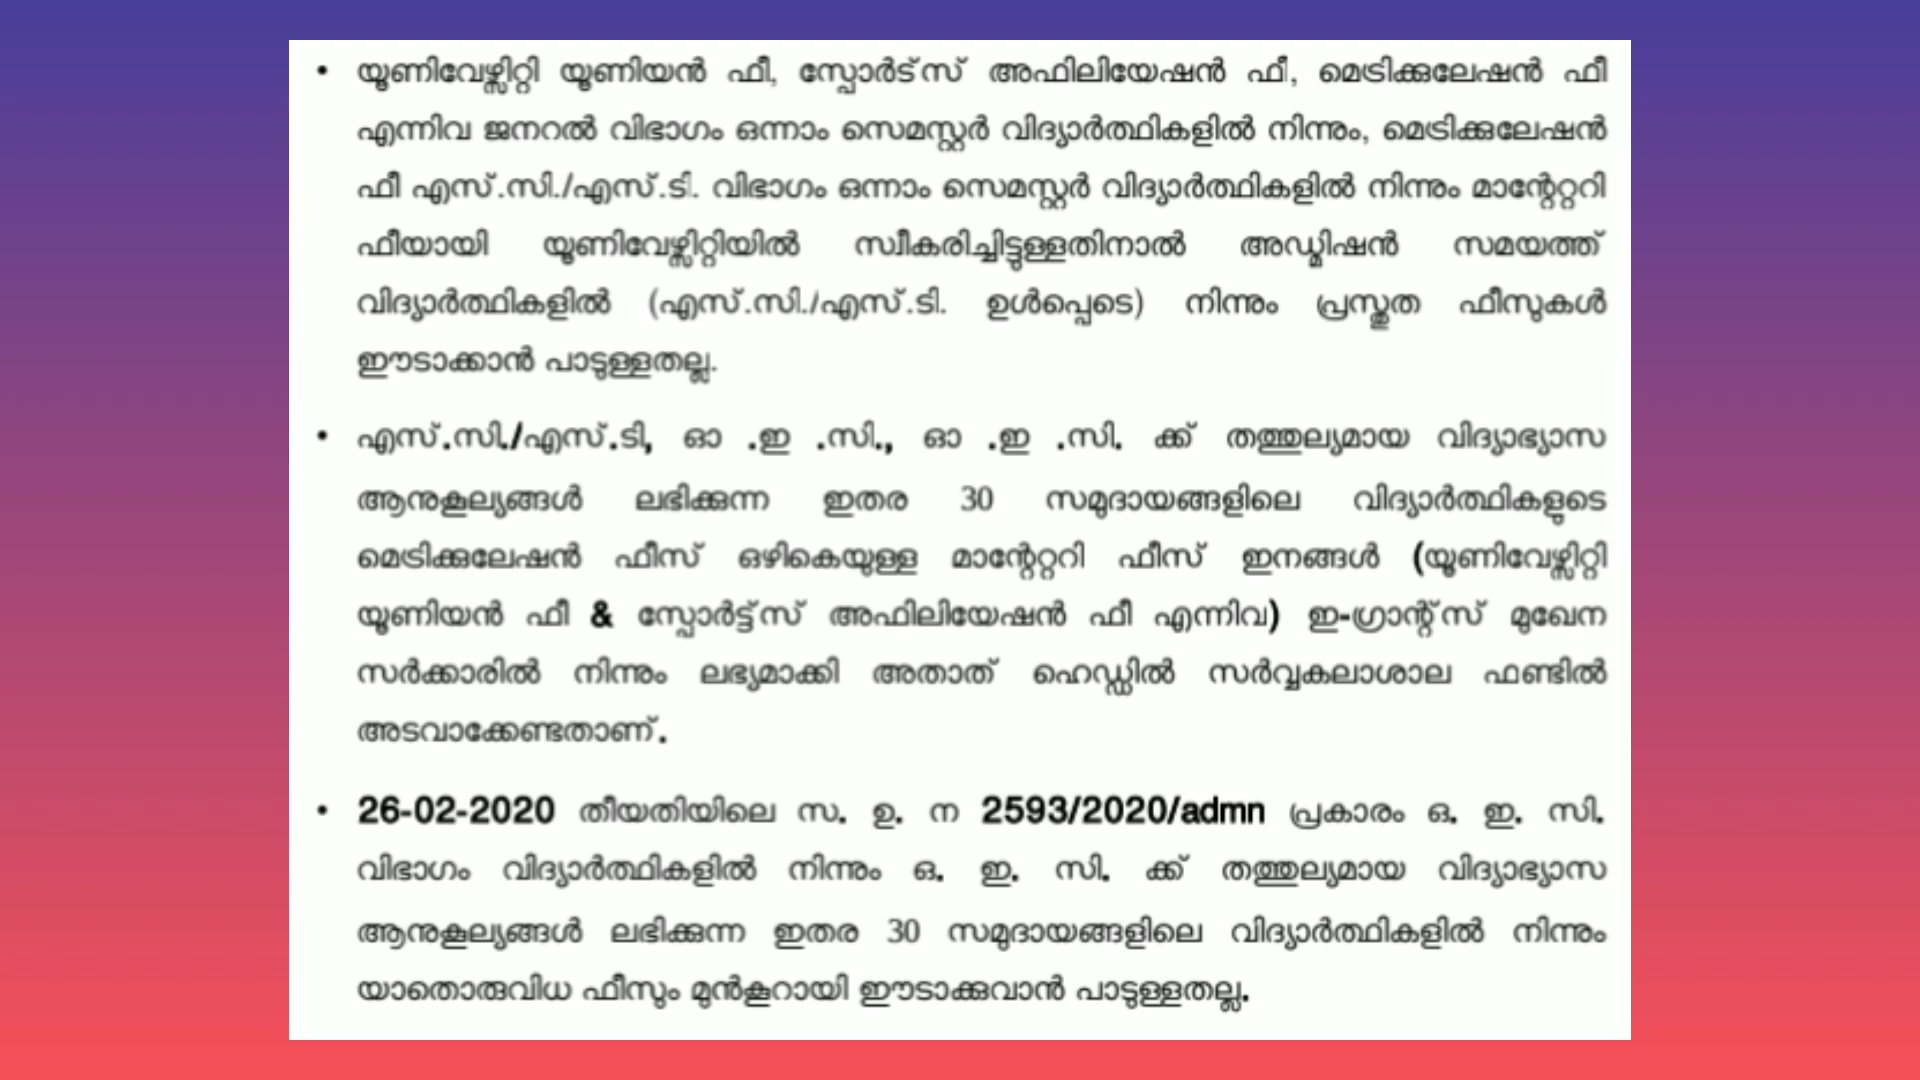 • യൂണിവേഴ്സിറ്റി യൂണിയൻ ഫീ, സ്പോർട്സ് അഫിലിയേഷൻ ഫീ, മെട്രിക്കുലേഷൻ ഫീ
എന്നിവ ജനറൽ വിഭാഗം ഒന്നാം സെമസ്റ്റർ വിദ്യാർത്ഥികളിൽ നിന്നും, മെട്രിക്കുലേഷൻ
ഫീ എസ്.സി./എസ്.ടി. വിഭാഗം ഒന്നാം സെമസ്റ്റർ വിദ്യാർത്ഥികളിൽ നിന്നും മാന്റേറ്ററി
ഫീയായി യൂണിവേഴ്സിറ്റിയിൽ സ്വീകരിച്ചിട്ടുള്ളതിനാൽ അഡ്മിഷൻ സമയത്ത്
വിദ്യാർത്ഥികളിൽ (എസ്.സി./എസ്.ടി. ഉൾപ്പെടെ) നിന്നും പ്രസ്തുത ഫീസുകൾ
ഈടാക്കാൻ പാടുള്ളതല്ല.
• എസ്.സി./എസ്.ടി, ഓ .ഇ .സി., ഓ .ഇ .സി. ക്ക് തത്തുല്യമായ വിദ്യാഭ്യാസ
ആനുകൂല്യങ്ങൾ ലഭിക്കുന്ന ഇതര 30 സമുദായങ്ങളിലെ വിദ്യാർത്ഥികളുടെ
മെട്രിക്കുലേഷൻ ഫീസ് ഒഴികെയുള്ള മാന്റേറ്ററി ഫീസ് ഇനങ്ങൾ (യൂണിവേഴ്സിറ്റി
യൂണിയൻ ഫീ & സ്പോർട്ട്സ് അഫിലിയേഷൻ ഫീ എന്നിവ) ഇ-ഗ്രാന്റ്സ് മുഖേന
സർക്കാരിൽ നിന്നും ലഭ്യമാക്കി അതാത് ഹെഡ്ഡിൽ സർവ്വകലാശാല ഫണ്ടിൽ
അടവാക്കേണ്ടതാണ്.
• 26-02-2020 തീയതിയിലെ സ. ഉ. ന 2593/2020/admn പ്രകാരം ഒ. ഇ. സി.
വിഭാഗം വിദ്യാർത്ഥികളിൽ നിന്നും ഒ. ഇ. സി. ക്ക് തത്തുല്യമായ വിദ്യാഭ്യാസ
ആനുകൂല്യങ്ങൾ ലഭിക്കുന്ന ഇതര 30 സമുദായങ്ങളിലെ വിദ്യാർത്ഥികളിൽ നിന്നും
യാതൊരുവിധ ഫീസും മുൻകൂറായി ഈടാക്കുവാൻ പാടുള്ളതല്ല.